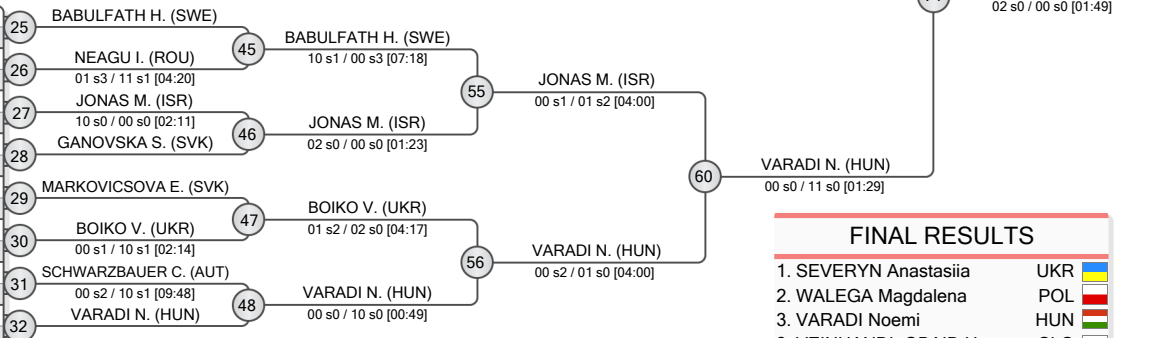 02 s0 / 00 s0 [01:49]
25
BABULFATH H. (SWE)
26
NEAGU I. (ROU)
01 s3 / 11 s1 [04:20]
27
JONAS M. (ISR)
10 s0 / 00 s0 [02:11]
28
GANOVSKA S. (SVK)
29
MARKOVICSOVA E. (SVK)
30
BOIKO V. (UKR)
00 s1 / 10 s1 [02:14]
31
SCHWARZBAUER C. (AUT)
00 s2 / 10 s1 [09:48]
32
VARADI N. (HUN)
45
BABULFATH H. (SWE)
10 s1 / 00 s3 [07:18]
46
JONAS M. (ISR)
02 s0 / 00 s0 [01:23]
47
BOIKO V. (UKR)
01 s2 / 02 s0 [04:17]
48
VARADI N. (HUN)
00 s0 / 10 s0 [00:49]
55
JONAS M. (ISR)
00 s1 / 01 s2 [04:00]
56
VARADI N. (HUN)
00 s2 / 01 s0 [04:00]
60
VARADI N. (HUN)
00 s0 / 11 s0 [01:29]
FINAL RESULTS
1. SEVERYN Anastasiia UKR
2. WALEGA Magdalena POL
3. VARADI Noemi HUN